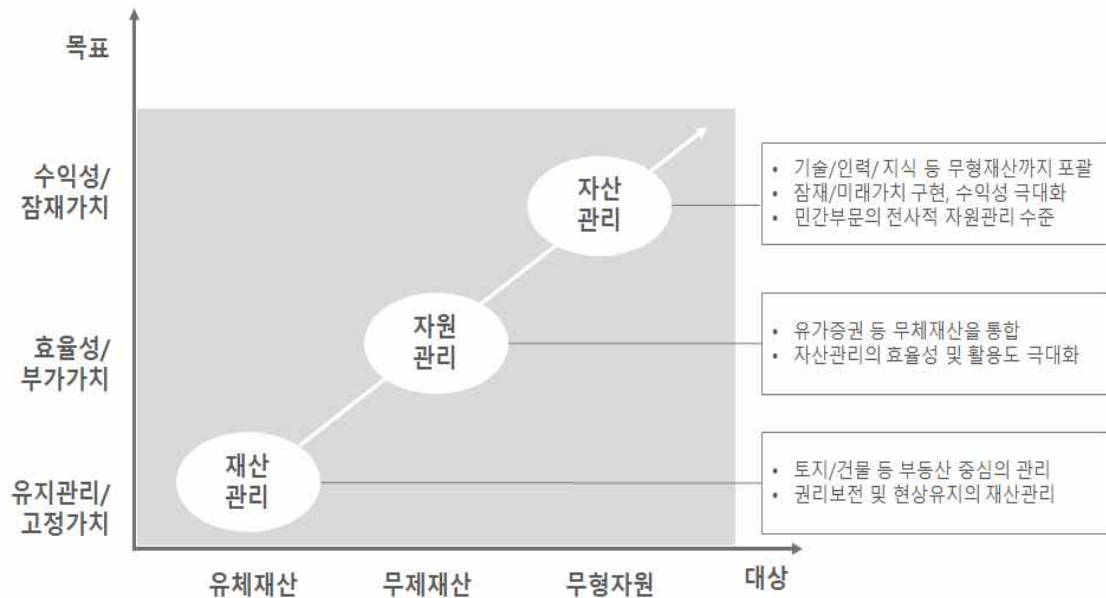 목표
수익성/
잠재가치
자산
관리
• 기술/인력/ 지식 등 무형재산까지 포괄
• 잠재/미래가치 구현, 수익성 극대화
• 민간부문의 전사적 자원관리 수준
효율성/
부가가치
자원
관리
• 유가증권 등 무체재산을 통합
• 자산관리의 효율성 및 활용도 극대화
유지관리/
고정가치
재산
관리
• 토지/건물 등 부동산 중심의 관리
• 권리보전 및 현상유지의 재산관리
유체재산
무제재산
무형자원
대상